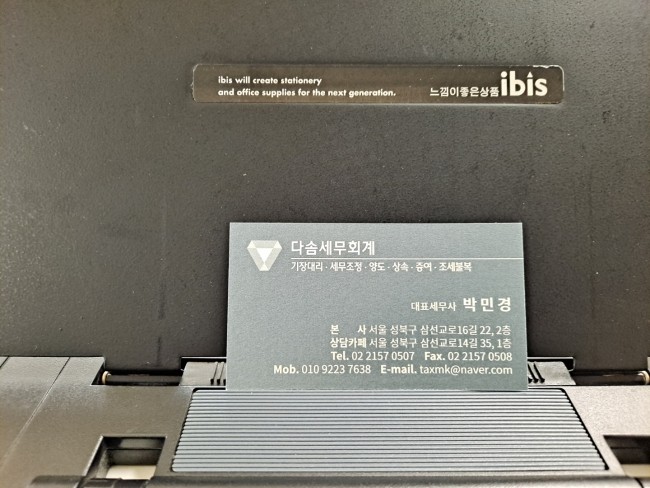 ibis will create stationery
and office supplies for the next generation.
느낌이좋은상품 ibis
다솜세무회계
기장대리 · 세무조정 · 양도 · 상속 · 증여 · 조세불복
대표세무사 박민경
본 사 서울 성북구 삼선교로16길 22, 2층
상담카페 서울 성북구 삼선교로14길 35, 1층
Tel. 02 2157 0507 Fax. 02 2157 0508
Mob. 010 9223 7638 E-mail. taxmk@naver.com